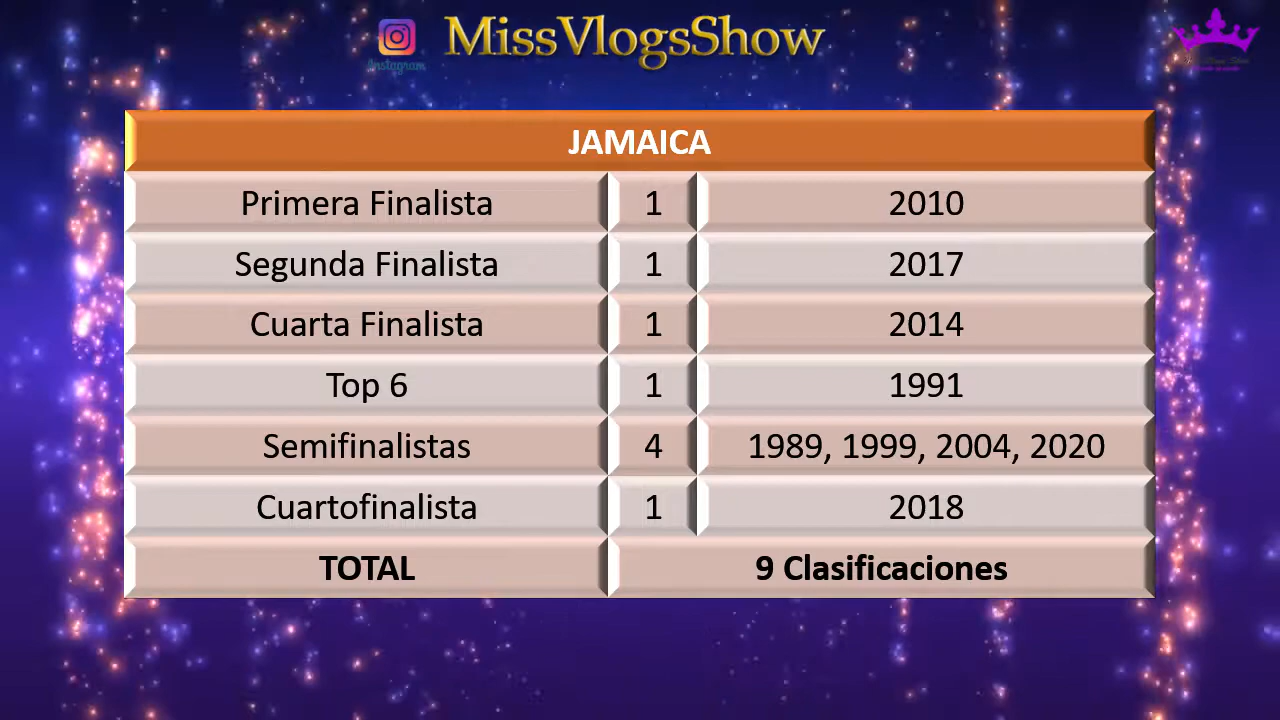 MissVlogsShow
Instagram
JAMAICA
Primera Finalista 1 2010
Segunda Finalista 1 2017
Cuarta Finalista 1 2014
Top 6 1 1991
Semifinalistas 4 1989, 1999, 2004, 2020
Cuartofinalista 1 2018
TOTAL 9 Clasificaciones